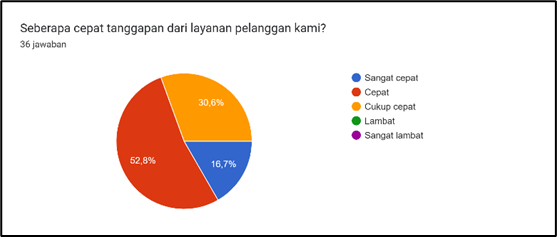 Seberapa cepat tanggapan dari layanan pelanggan kami?
36 jawaban
Sangat cepat
Cepat
Cukup cepat
Lambat
Sangat lambat
30,6%
52,8%
16,7%